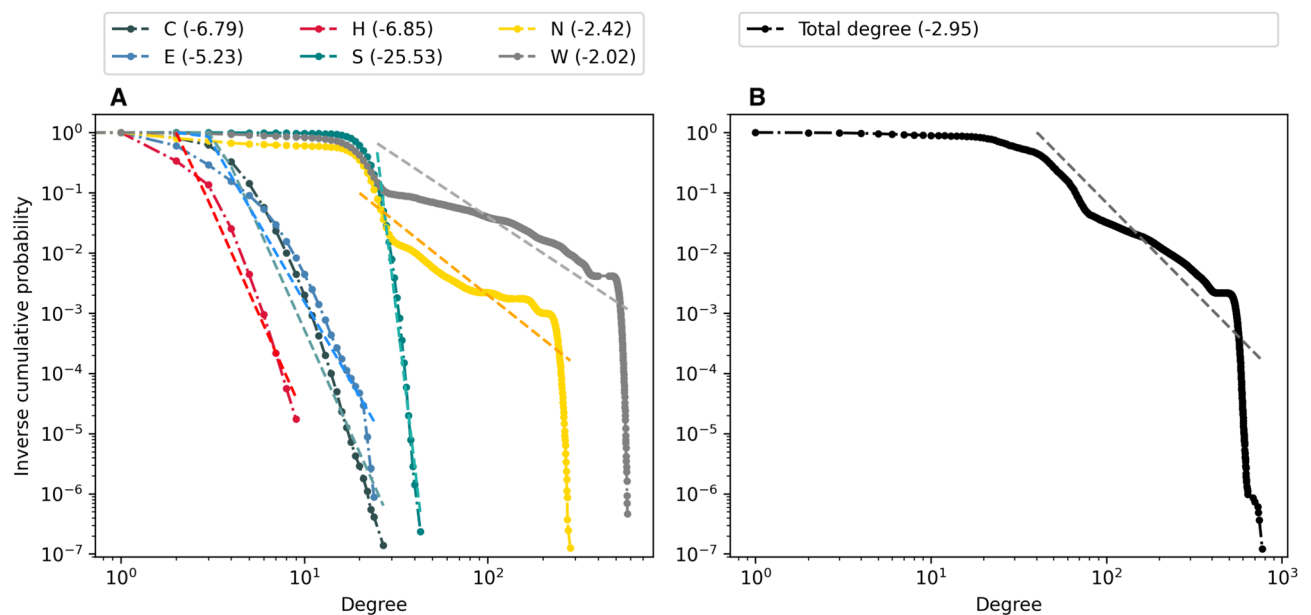 C (-6.79) H (-6.85) N (-2.42)
E (-5.23) S (-25.53) W (-2.02)
Total degree (-2.95)
A
B
Inverse cumulative probability
10⁰
10⁻¹
10⁻²
10⁻³
10⁻⁴
10⁻⁵
10⁻⁶
10⁻⁷
10⁰ 10¹ 10²
Degree
10⁰
10⁻¹
10⁻²
10⁻³
10⁻⁴
10⁻⁵
10⁻⁶
10⁻⁷
10⁰ 10¹ 10² 10³
Degree